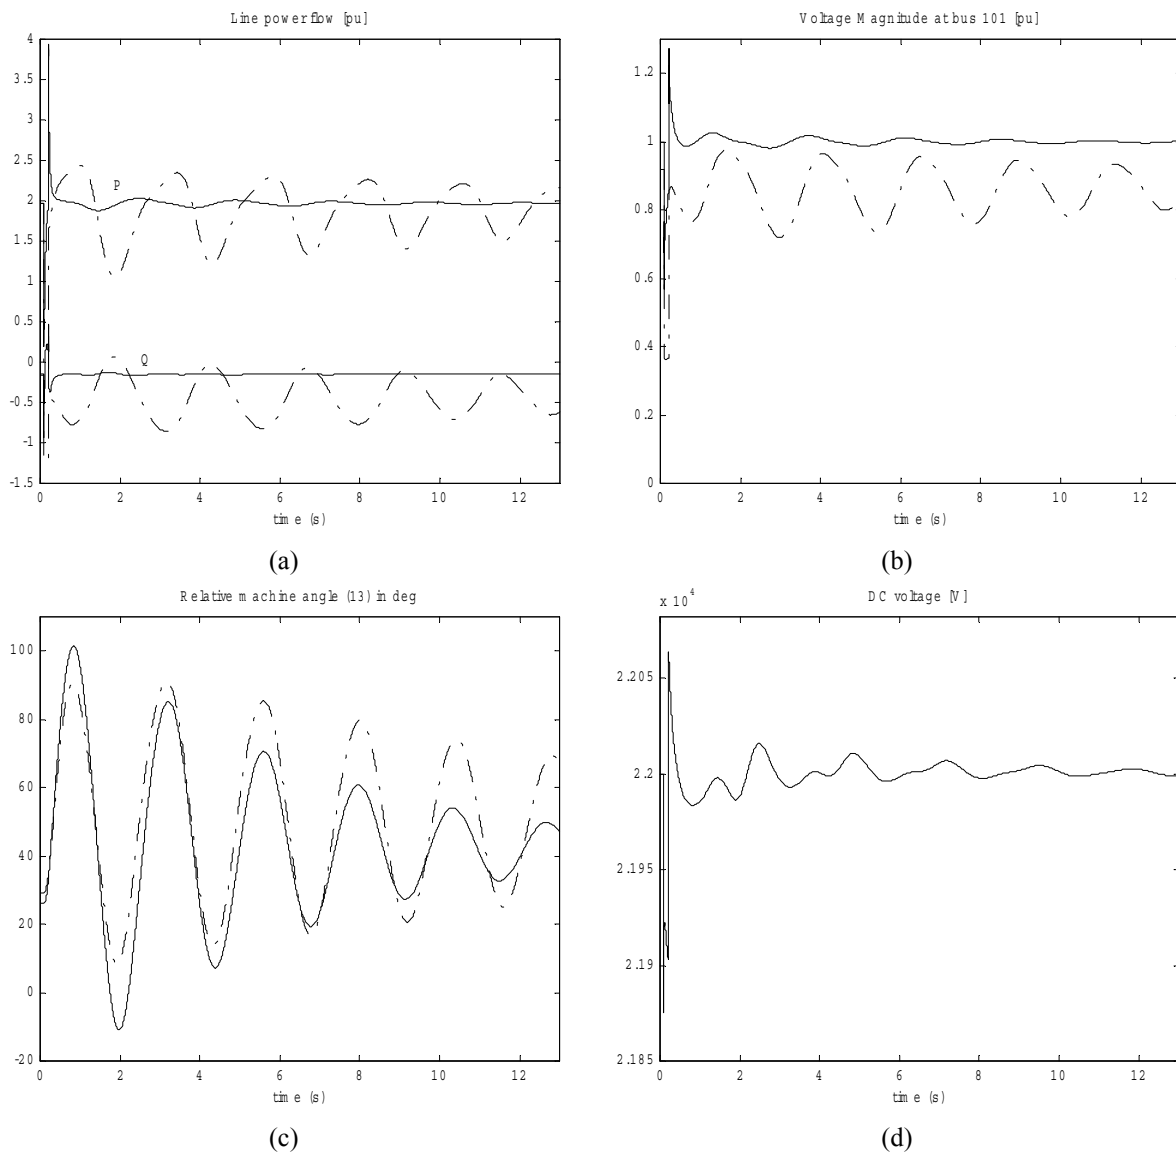 Line power flow [pu]
4
3.5
3
2.5
2
1.5
1
0.5
0
-0.5
-1
-1.5
P
Q
0 2 4 6 8 10 12
time (s)
(a)
Voltage Magnitude at bus 101 [pu]
1.2
1
0.8
0.6
0.4
0.2
0
0 2 4 6 8 10 12
time (s)
(b)
Relative machine angle (13) in deg
100
80
60
40
20
0
-20
0 2 4 6 8 10 12
time (s)
(c)
DC voltage [V]
x 10^4
2.205
2.20
2.195
2.19
2.185
0 2 4 6 8 10 12
time (s)
(d)